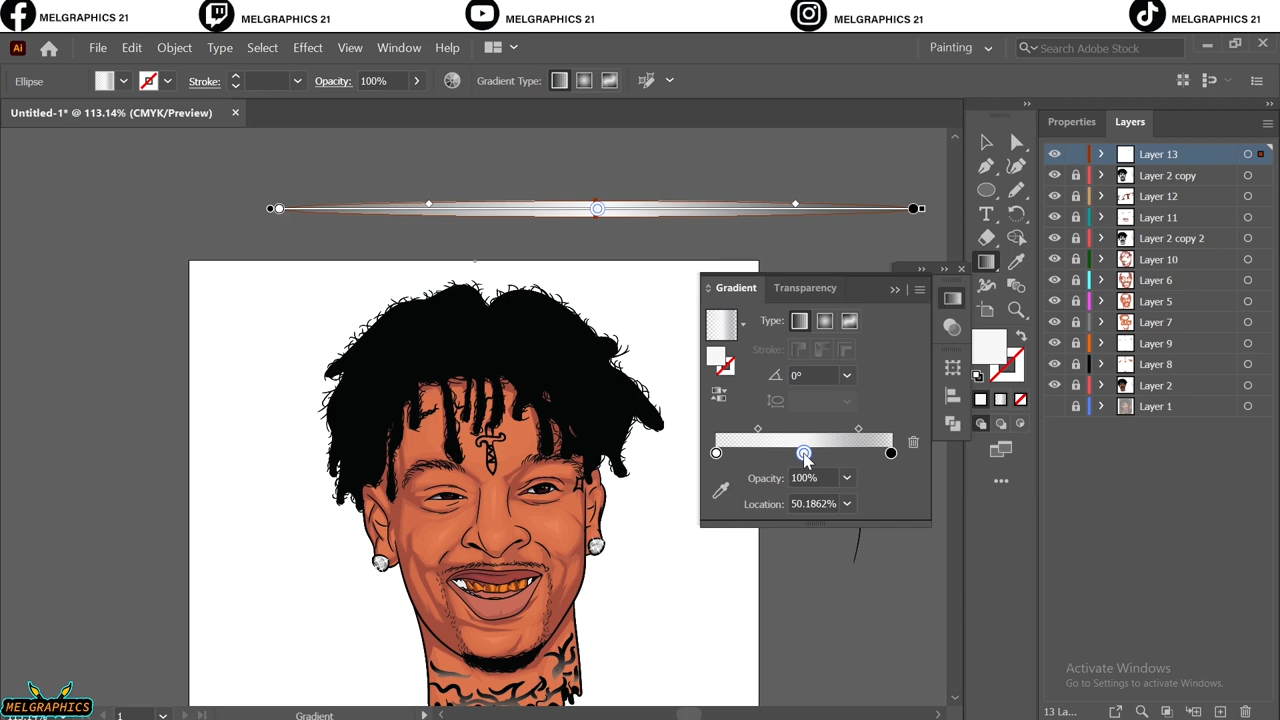 MELGRAPHICS 21 MELGRAPHICS 21 MELGRAPHICS 21 MELGRAPHICS 21 MELGRAPHICS 21
Ai File Edit Object Type Select Effect View Window Help Painting Search Adobe Stock
Ellipse Stroke: Opacity: 100% Gradient Type:
Untitled-1* @ 113.14% (CMYK/Preview)
Properties Layers
Layer 13
Layer 2 copy
Layer 12
Layer 11
Layer 2 copy 2
Layer 10
Layer 6
Layer 5
Layer 7
Layer 9
Layer 8
Layer 2
Layer 1
Gradient Transparency
Type:
Stroke:
0°
Opacity: 100%
Location: 50.1862%
Activate Windows
Go to Settings to activate Windows.
MELGRAPHICS
1 Gradient 13 La...